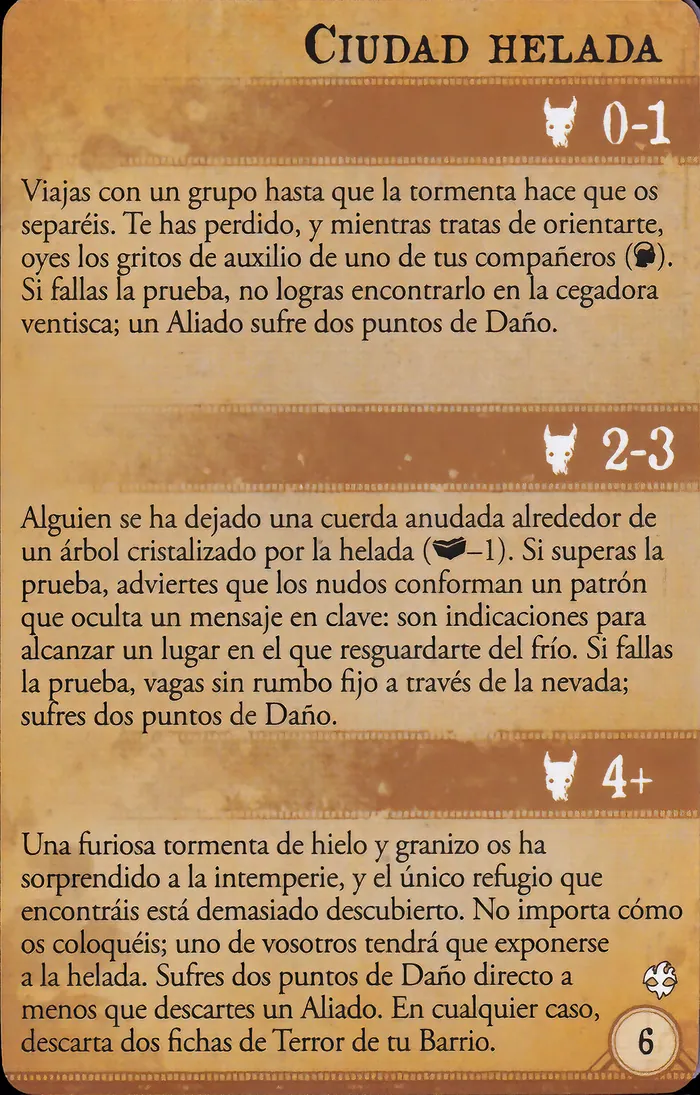 Ciudad helada
0-1
Viajas con un grupo hasta que la tormenta hace que os
separéis. Te has perdido, y mientras tratas de orientarte,
oyes los gritos de auxilio de uno de tus compañeros ( ).
Si fallas la prueba, no logras encontrarlo en la cegadora
ventisca; un Aliado sufre dos puntos de Daño.
2-3
Alguien se ha dejado una cuerda anudada alrededor de
un árbol cristalizado por la helada ( –1). Si superas la
prueba, adviertes que los nudos conforman un patrón
que oculta un mensaje en clave: son indicaciones para
alcanzar un lugar en el que resguardarte del frío. Si fallas
la prueba, vagas sin rumbo fijo a través de la nevada;
sufres dos puntos de Daño.
4+
Una furiosa tormenta de hielo y granizo os ha
sorprendido a la intemperie, y el único refugio que
encontráis está demasiado descubierto. No importa cómo
os coloquéis; uno de vosotros tendrá que exponerse
a la helada. Sufres dos puntos de Daño directo a
menos que descartes un Aliado. En cualquier caso,
descarta dos fichas de Terror de tu Barrio.
6